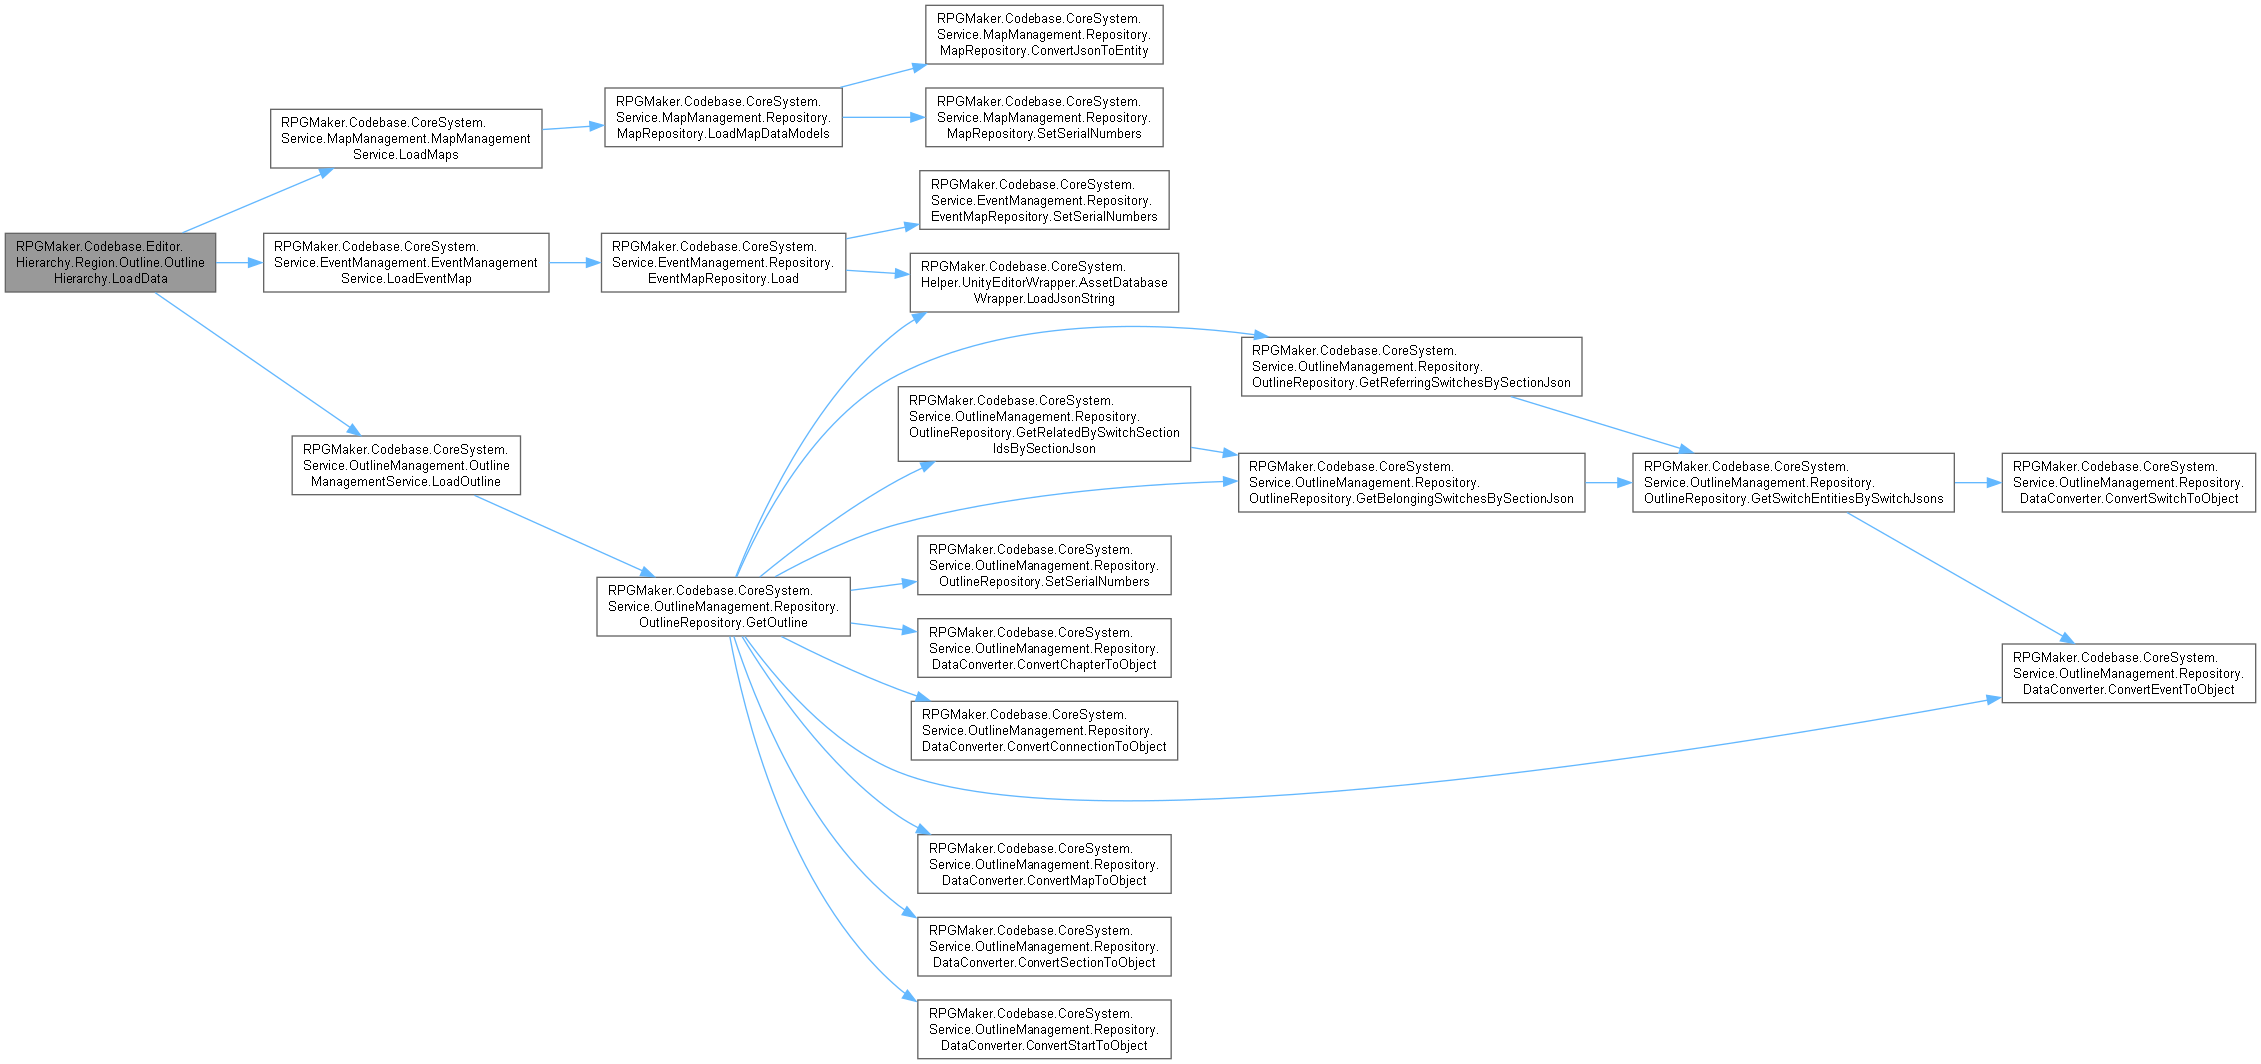 RPGMaker.Codebase.Editor.
Hierarchy.Region.Outline.Outline
Hierarchy.LoadData
RPGMaker.Codebase.CoreSystem.
Service.MapManagement.MapManagement
Service.LoadMaps
RPGMaker.Codebase.CoreSystem.
Service.MapManagement.Repository.
MapRepository.LoadMapDataModels
RPGMaker.Codebase.CoreSystem.
Service.MapManagement.Repository.
MapRepository.ConvertJsonToEntity
RPGMaker.Codebase.CoreSystem.
Service.MapManagement.Repository.
MapRepository.SetSerialNumbers
RPGMaker.Codebase.CoreSystem.
Service.EventManagement.EventManagement
Service.LoadEventMap
RPGMaker.Codebase.CoreSystem.
Service.EventManagement.Repository.
EventMapRepository.Load
RPGMaker.Codebase.CoreSystem.
Service.EventManagement.Repository.
EventMapRepository.SetSerialNumbers
RPGMaker.Codebase.CoreSystem.
Helper.UnityEditorWrapper.AssetDatabase
Wrapper.LoadJsonString
RPGMaker.Codebase.CoreSystem.
Service.OutlineManagement.Outline
ManagementService.LoadOutline
RPGMaker.Codebase.CoreSystem.
Service.OutlineManagement.Repository.
OutlineRepository.GetOutline
RPGMaker.Codebase.CoreSystem.
Service.OutlineManagement.Repository.
OutlineRepository.GetReferringSwitchesBySectionJson
RPGMaker.Codebase.CoreSystem.
Service.OutlineManagement.Repository.
OutlineRepository.GetRelatedBySwitchSection
IdsBySectionJson
RPGMaker.Codebase.CoreSystem.
Service.OutlineManagement.Repository.
OutlineRepository.GetBelongingSwitchesBySectionJson
RPGMaker.Codebase.CoreSystem.
Service.OutlineManagement.Repository.
OutlineRepository.GetSwitchEntitiesBySwitchJsons
RPGMaker.Codebase.CoreSystem.
Service.OutlineManagement.Repository.
DataConverter.ConvertSwitchToObject
RPGMaker.Codebase.CoreSystem.
Service.OutlineManagement.Repository.
OutlineRepository.SetSerialNumbers
RPGMaker.Codebase.CoreSystem.
Service.OutlineManagement.Repository.
DataConverter.ConvertChapterToObject
RPGMaker.Codebase.CoreSystem.
Service.OutlineManagement.Repository.
DataConverter.ConvertEventToObject
RPGMaker.Codebase.CoreSystem.
Service.OutlineManagement.Repository.
DataConverter.ConvertConnectionToObject
RPGMaker.Codebase.CoreSystem.
Service.OutlineManagement.Repository.
DataConverter.ConvertMapToObject
RPGMaker.Codebase.CoreSystem.
Service.OutlineManagement.Repository.
DataConverter.ConvertSectionToObject
RPGMaker.Codebase.CoreSystem.
Service.OutlineManagement.Repository.
DataConverter.ConvertStartToObject